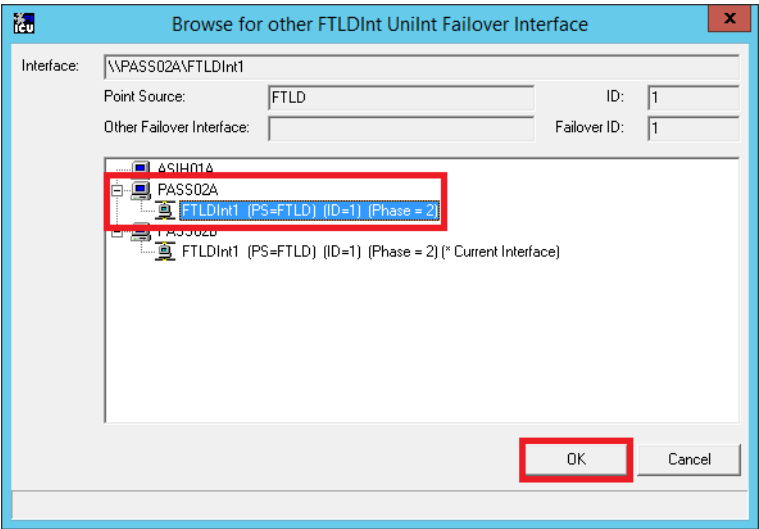 ICU
Browse for other FTLDInt UniInt Failover Interface
x
Interface: \\PASS02A\FTLDInt1
Point Source: FTLD ID: 1
Other Failover Interface: Failover ID: 1
ASIH01A
PASS02A
FTLDInt1 (PS=FTLD) (ID=1) (Phase = 2)
PASS02B
FTLDInt1 (PS=FTLD) (ID=1) (Phase = 2) (* Current Interface)
OK Cancel